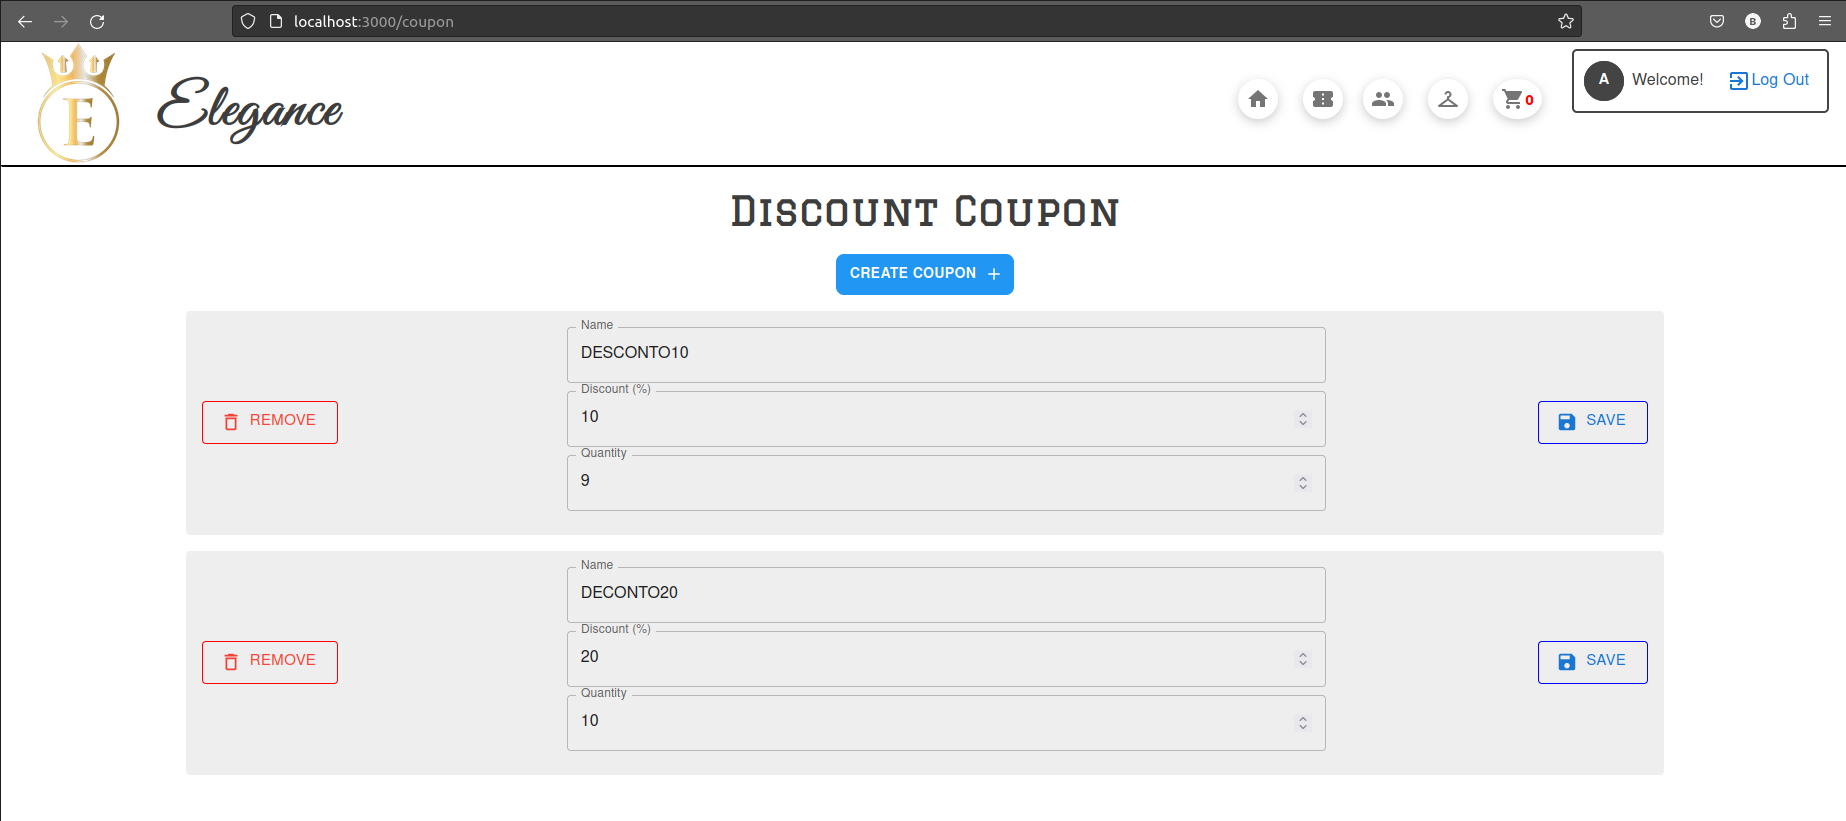 localhost:3000/coupon
B
E
Elegance
0
A Welcome! Log Out
Discount Coupon
CREATE COUPON +
Name
DESCONTO10
Discount (%)
10
Quantity
9
REMOVE
SAVE
Name
DECONTO20
Discount (%)
20
Quantity
10
REMOVE
SAVE